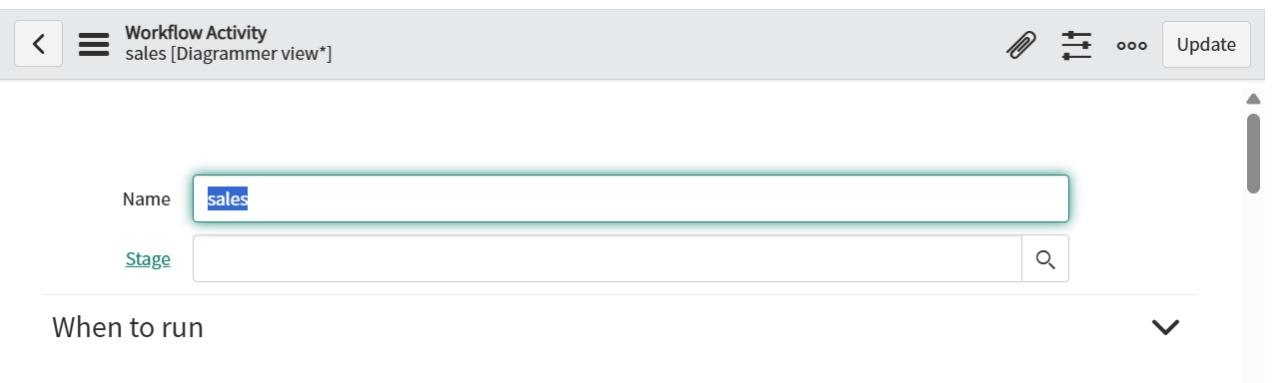 Workflow Activity
sales [Diagrammer view*]
Update
Name
sales
Stage
When to run